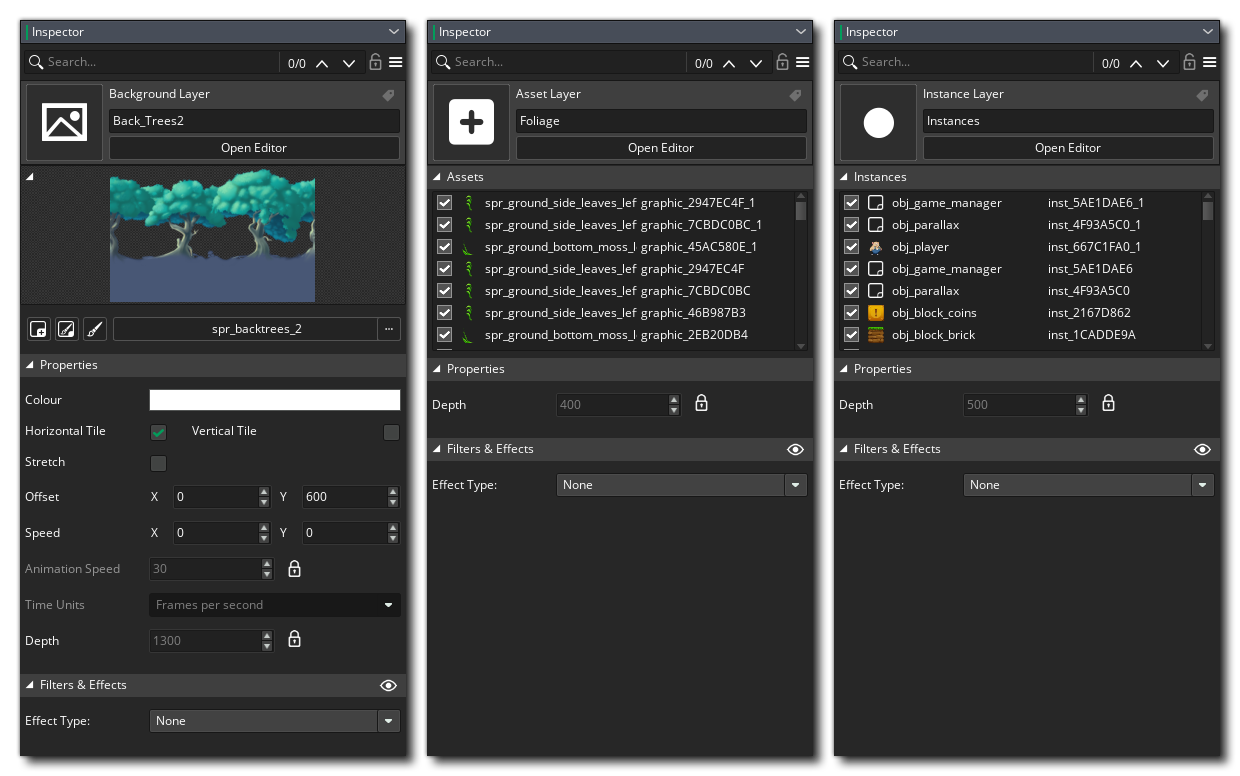 Inspector
Search...
0/0
Background Layer
Back_Trees2
Open Editor
spr_backtrees_2
...
Properties
Colour
Horizontal Tile
Vertical Tile
Stretch
Offset X 0 Y 600
Speed X 0 Y 0
Animation Speed 30
Time Units Frames per second
Depth 1300
Filters & Effects
Effect Type: None
Inspector
Search...
0/0
Asset Layer
Foliage
Open Editor
Assets
spr_ground_side_leaves_lef graphic_2947EC4F_1
spr_ground_side_leaves_lef graphic_7CBDC0BC_1
spr_ground_bottom_moss_l graphic_45AC580E_1
spr_ground_side_leaves_lef graphic_2947EC4F
spr_ground_side_leaves_lef graphic_7CBDC0BC
spr_ground_side_leaves_lef graphic_46B987B3
spr_ground_bottom_moss_l graphic_2EB20DB4
Properties
Depth 400
Filters & Effects
Effect Type: None
Inspector
Search...
0/0
Instance Layer
Instances
Open Editor
Instances
obj_game_manager inst_5AE1DAE6_1
obj_parallax inst_4F93A5C0_1
obj_player inst_667C1FA0_1
obj_game_manager inst_5AE1DAE6
obj_parallax inst_4F93A5C0
obj_block_coins inst_2167D862
obj_block_brick inst_1CADDE9A
Properties
Depth 500
Filters & Effects
Effect Type: None